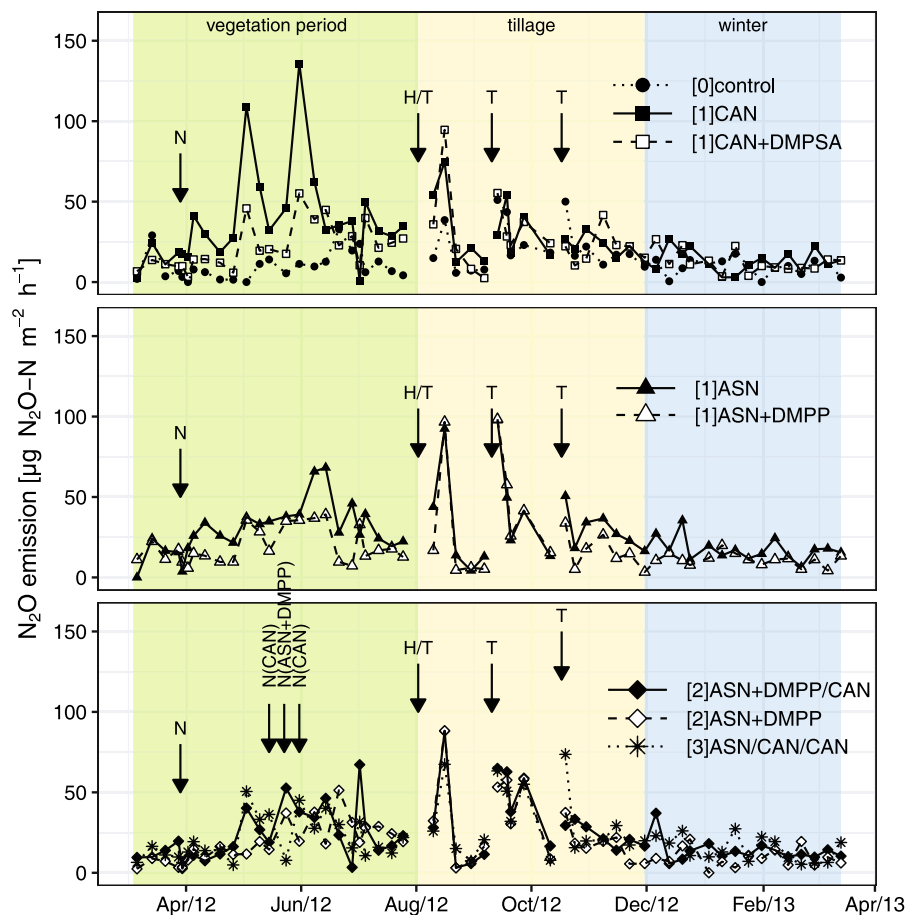 vegetation period tillage winter
150
100
50
0
N
H/T
T
T
[0]control
[1]CAN
[1]CAN+DMPSA
N₂O emission [µg N₂O−N m⁻² h⁻¹)
150
100
50
0
N
H/T
T
T
[1]ASN
[1]ASN+DMPP
150
100
50
0
N
N(CAN)
N(ASN+DMPP)
N(CAN)
H/T
T
T
[2]ASN+DMPP/CAN
[2]ASN+DMPP
[3]ASN/CAN/CAN
Apr/12 Jun/12 Aug/12 Oct/12 Dec/12 Feb/13 Apr/13